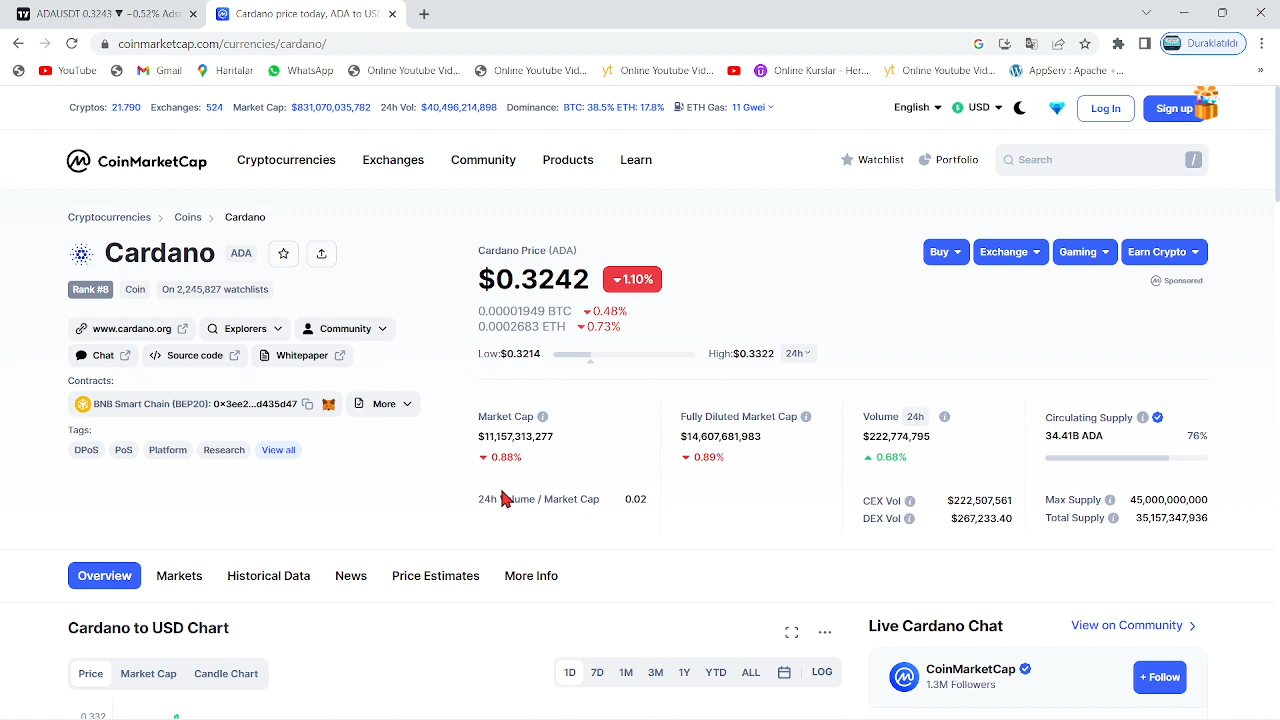 ADAUSDT 0.3243 ▼ −0.52% Ads
Cardano price today, ADA to USD
coinmarketcap.com/currencies/cardano/
Duraklatıldı
YouTube
Gmail
Haritalar
WhatsApp
Online Youtube Vid...
Online Youtube Vid...
Online Youtube Vid...
Online Kurslar - Her...
Online Youtube Vid...
AppServ : Apache +...
»
Cryptos: 21.790 Exchanges: 524 Market Cap: $831,070,035,782 24h Vol: $40,496,214,898 Dominance: BTC: 38.5% ETH: 17.8% ETH Gas: 11 Gwei
English USD Log In Sign up
CoinMarketCap Cryptocurrencies Exchanges Community Products Learn
Watchlist Portfolio Search /
Cryptocurrencies > Coins > Cardano
Cardano ADA
Rank #8 Coin On 2,245,827 watchlists
www.cardano.org Explorers Community
Chat Source code Whitepaper
Contracts:
BNB Smart Chain (BEP20): 0x3ee2...d435d47 More
Tags:
DPoS PoS Platform Research View all
Cardano Price (ADA)
$0.3242 1.10%
0.00001949 BTC 0.48%
0.0002683 ETH 0.73%
Low:$0.3214 High:$0.3322 24h
Buy Exchange Gaming Earn Crypto
Sponsored
Market Cap
$11,157,313,277
0.88%
24h Volume / Market Cap 0.02
Fully Diluted Market Cap
$14,607,681,983
0.89%
Volume 24h
$222,774,795
0.68%
CEX Vol $222,507,561
DEX Vol $267,233.40
Circulating Supply
34.41B ADA 76%
Max Supply 45,000,000,000
Total Supply 35,157,347,936
Overview Markets Historical Data News Price Estimates More Info
Cardano to USD Chart
Price Market Cap Candle Chart
1D 7D 1M 3M 1Y YTD ALL LOG
0.332
Live Cardano Chat View on Community
CoinMarketCap
1.3M Followers
+ Follow